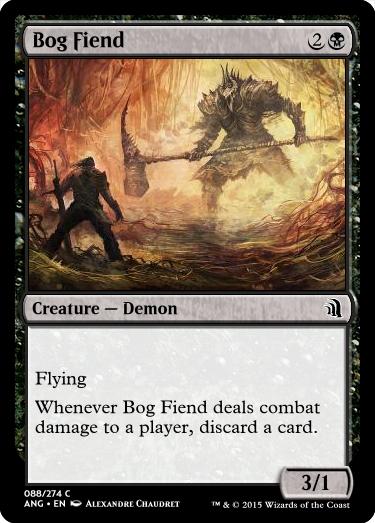 Bog Fiend 2
Creature — Demon
Flying
Whenever Bog Fiend deals combat
damage to a player, discard a card.
3/1
088/274 C
ANG • EN Alexandre Chaudret ™ & © 2015 Wizards of the Coast